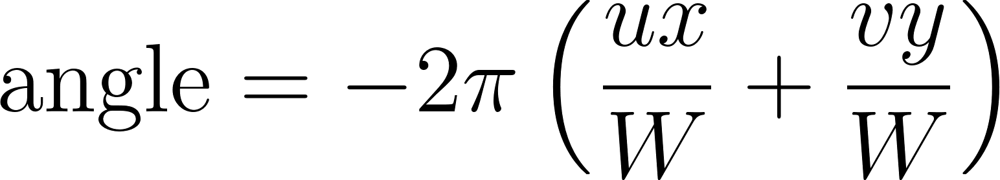 angle = −2π (ux/W + vy/W)